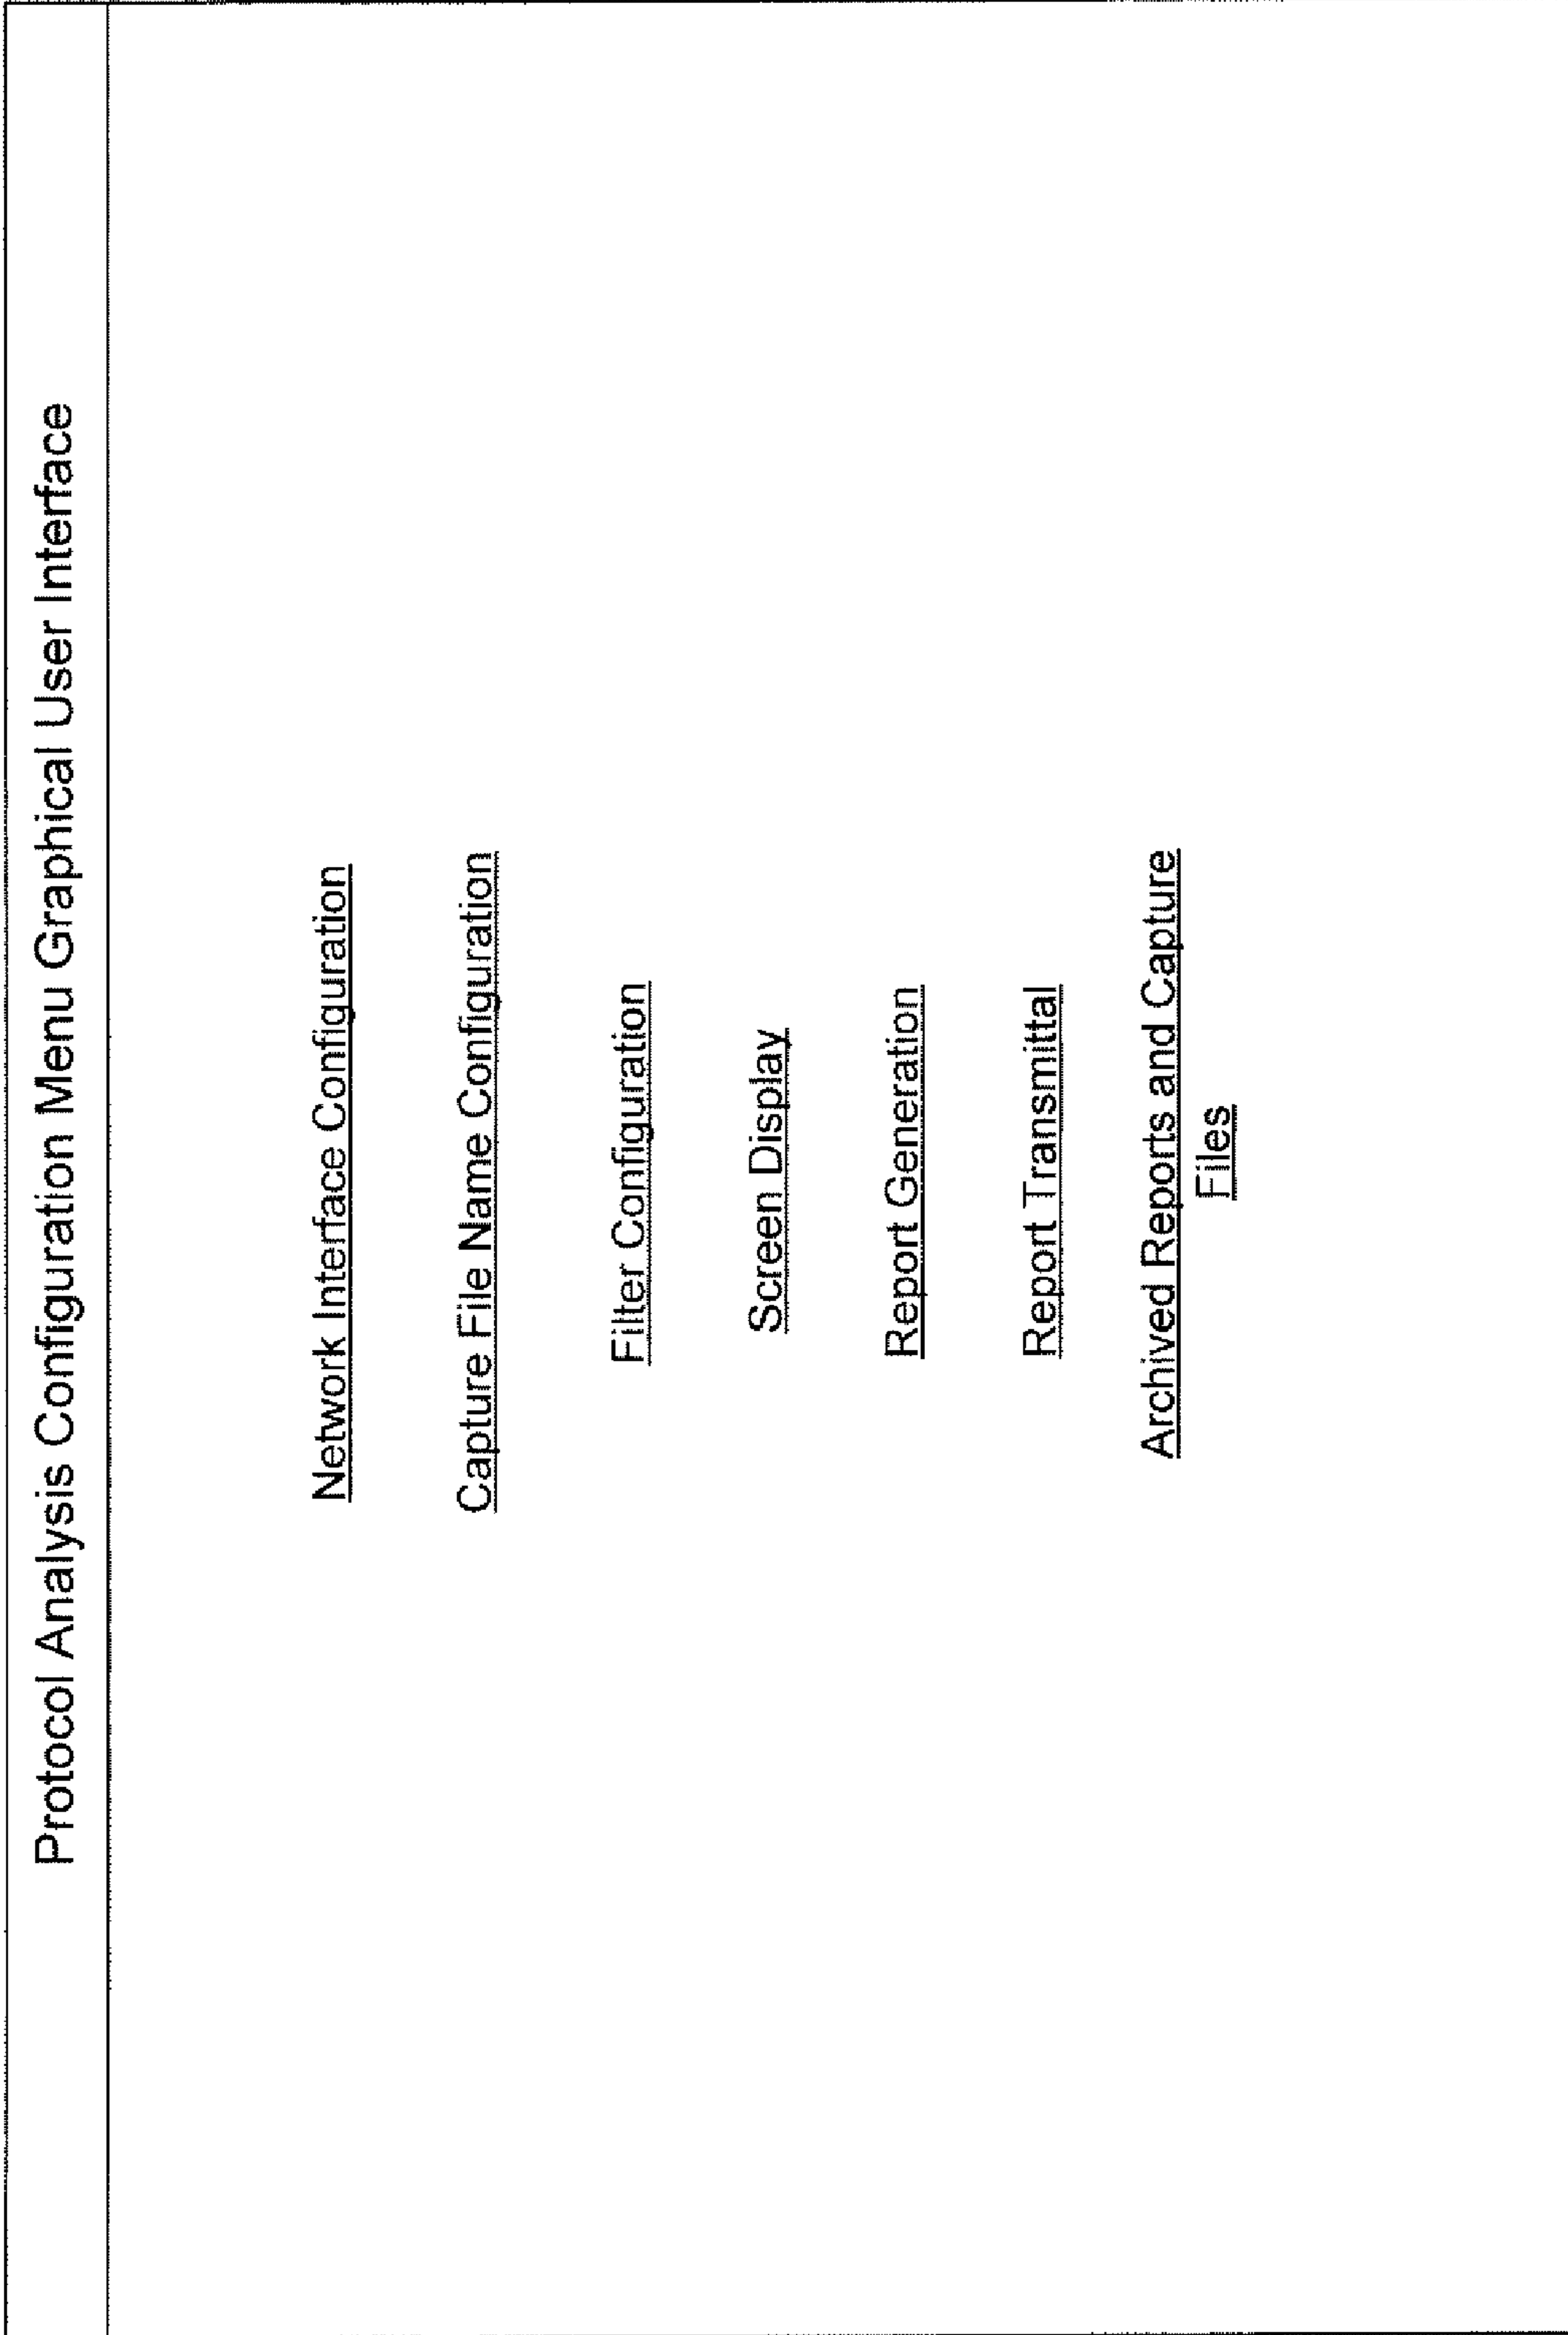 Protocol Analysis Configuration Menu Graphical User Interface
Network Interface Configuration
Capture File Name Configuration
Filter Configuration
Screen Display
Report Generation
Report Transmittal
Archived Reports and Capture
Files